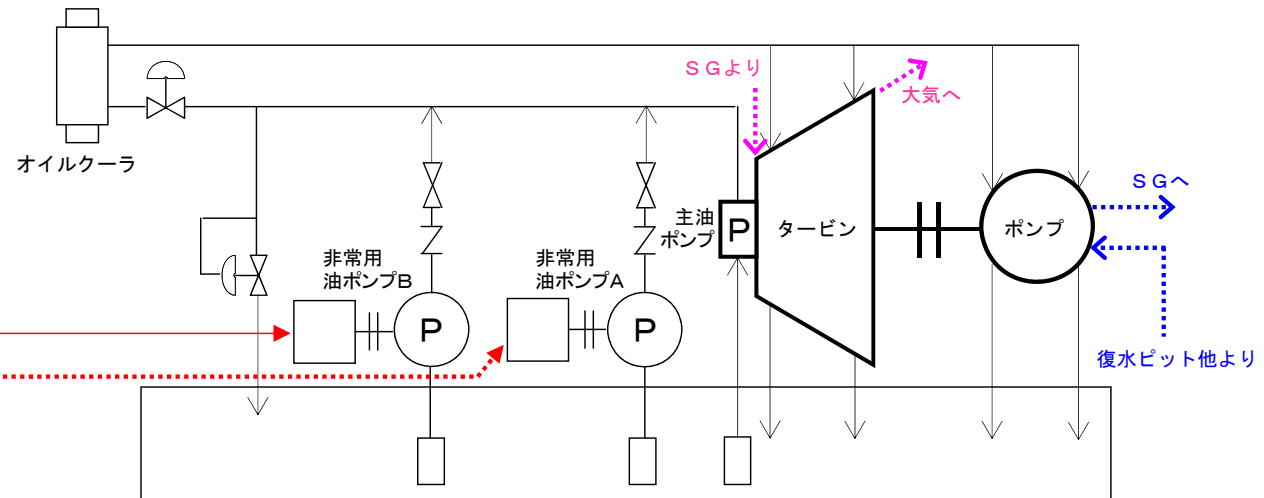 ＳＧより
大気へ
オイルクーラ
ＳＧへ
主油
ポンプ
P
タービン
ポンプ
非常用
油ポンプB
非常用
油ポンプA
P
P
復水ピット他より